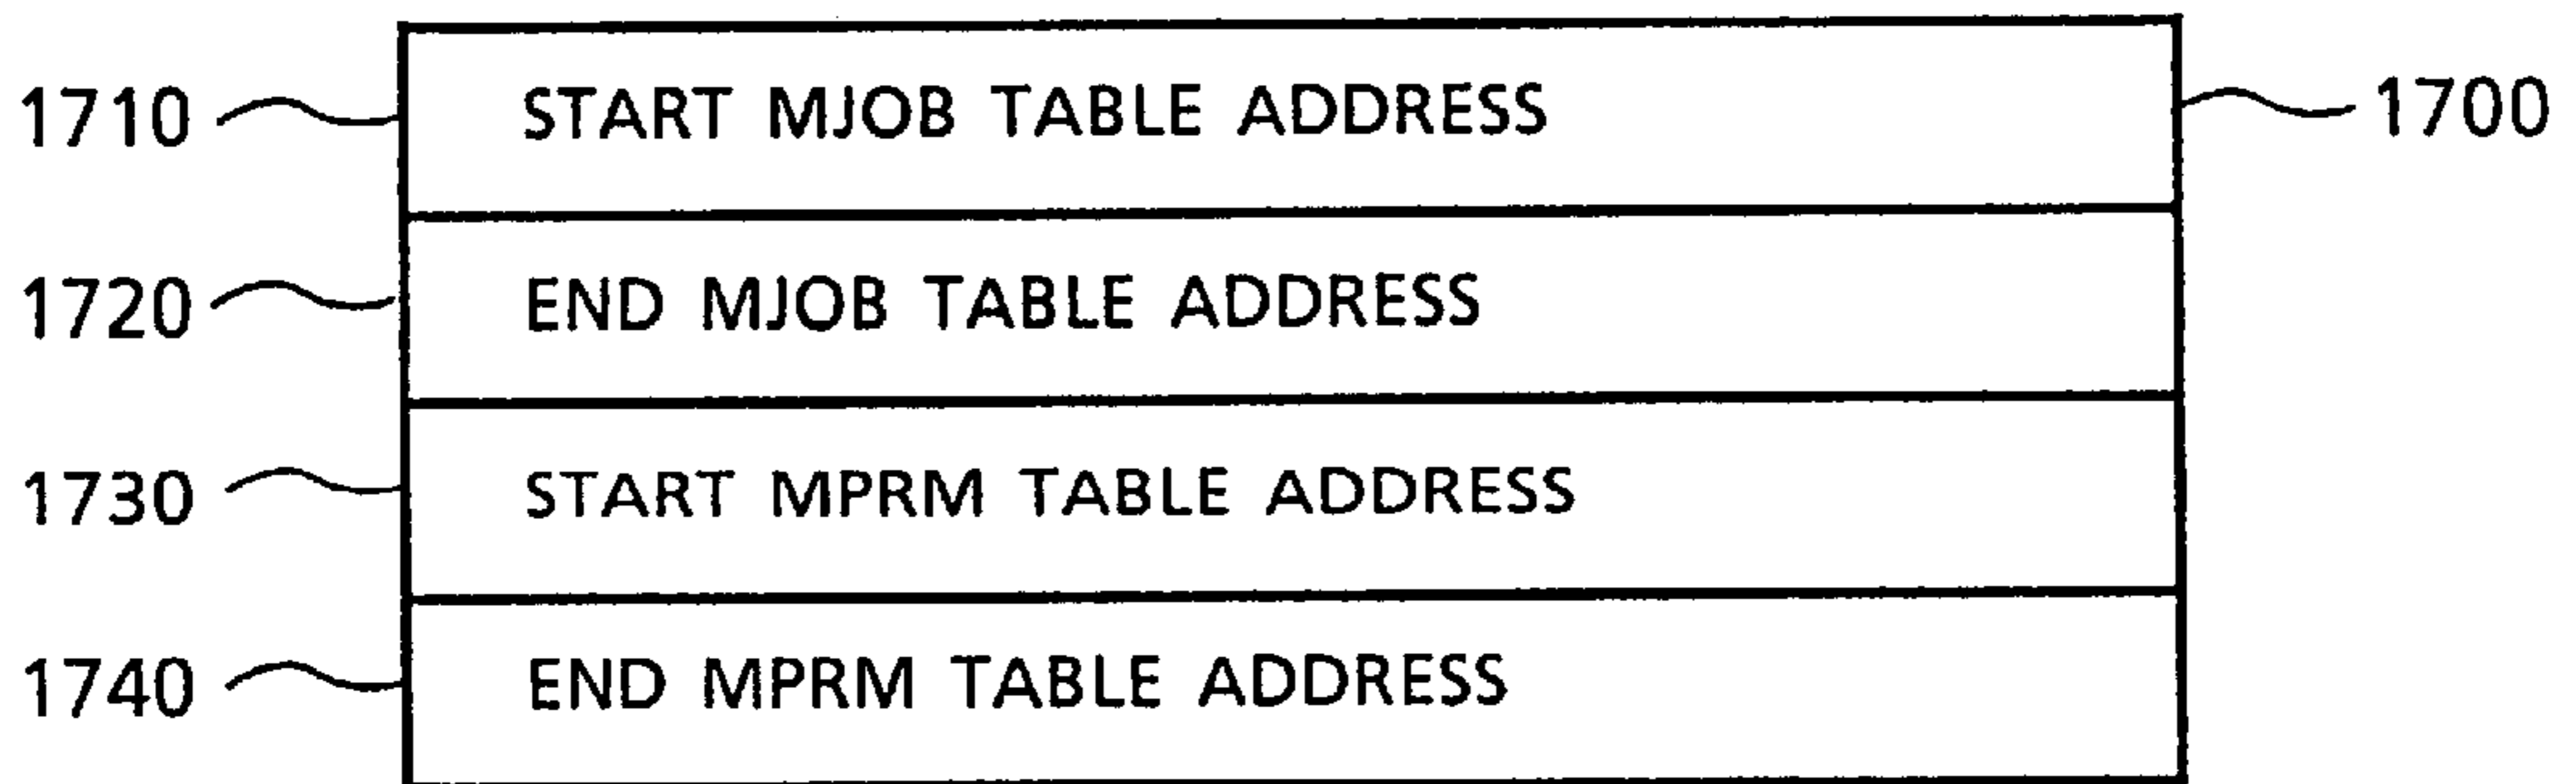 1710 START MJOB TABLE ADDRESS 1700
1720 END MJOB TABLE ADDRESS
1730 START MPRM TABLE ADDRESS
1740 END MPRM TABLE ADDRESS